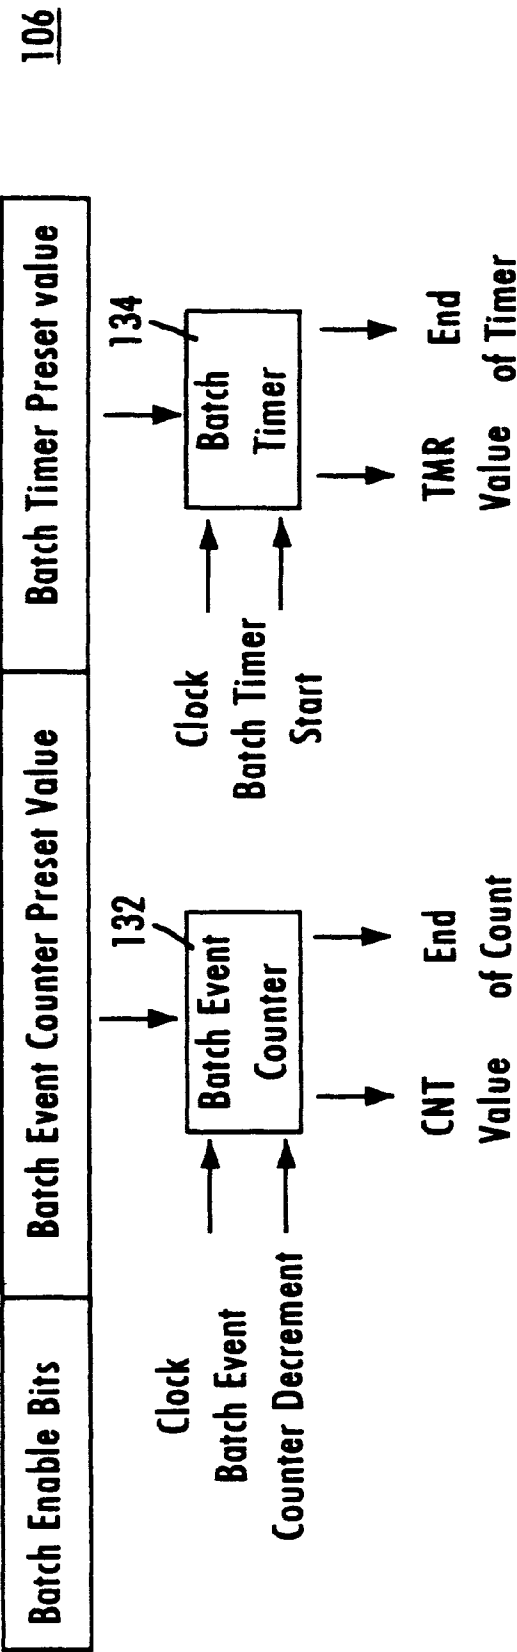 106
Batch Enable Bits
Batch Event Counter Preset Value
Batch Timer Preset value
132
134
Clock
Batch Event
Counter Decrement
Batch Event
Counter
Clock
Batch Timer
Start
Batch
Timer
CNT
Value
End
of Count
TMR
Value
End
of Timer